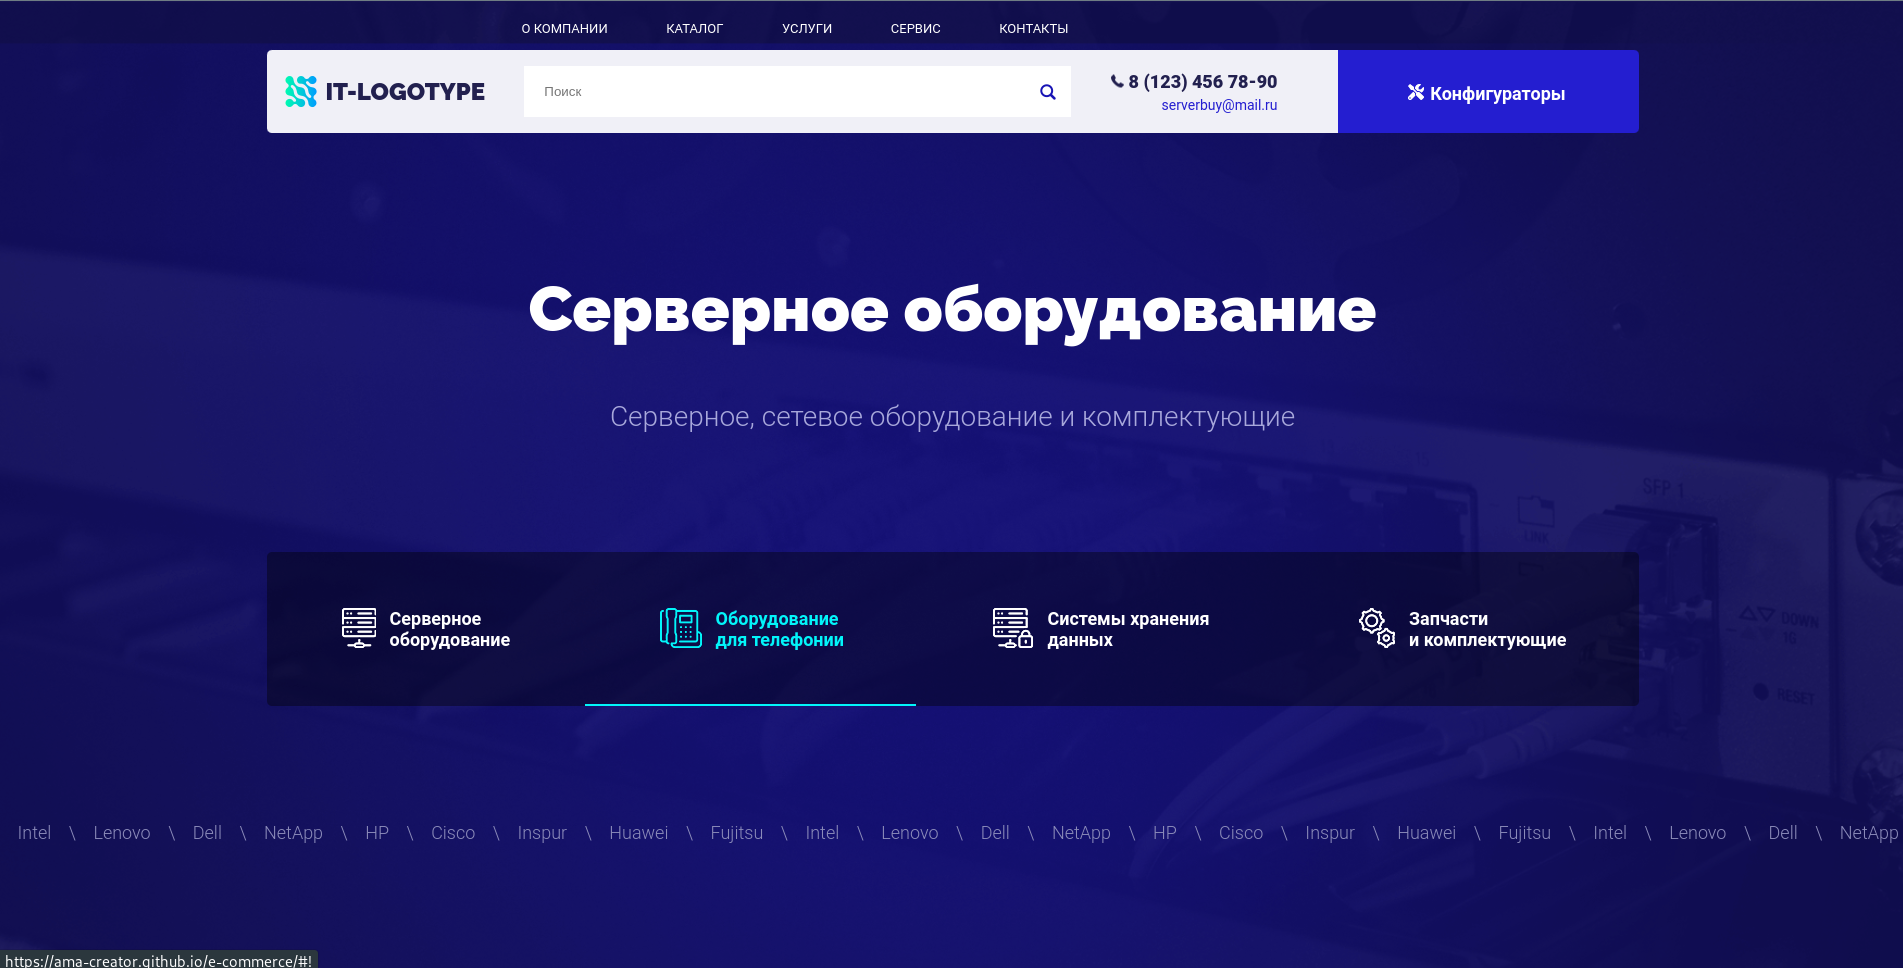 О КОМПАНИИ КАТАЛОГ УСЛУГИ СЕРВИС КОНТАКТЫ
IT-LOGOTYPE
Поиск
8 (123) 456 78-90
serverbuy@mail.ru
Конфигураторы
Серверное оборудование
Серверное, сетевое оборудование и комплектующие
SFP 1
LINK
DOWN
1G
RESET
Серверное
оборудование
Оборудование
для телефонии
Системы хранения
данных
Запчасти
и комплектующие
Intel \ Lenovo \ Dell \ NetApp \ HP \ Cisco \ Inspur \ Huawei \ Fujitsu \ Intel \ Lenovo \ Dell \ NetApp \ HP \ Cisco \ Inspur \ Huawei \ Fujitsu \ Intel \ Lenovo \ Dell \ NetApp
https://ama-creator.github.io/e-commerce/#!